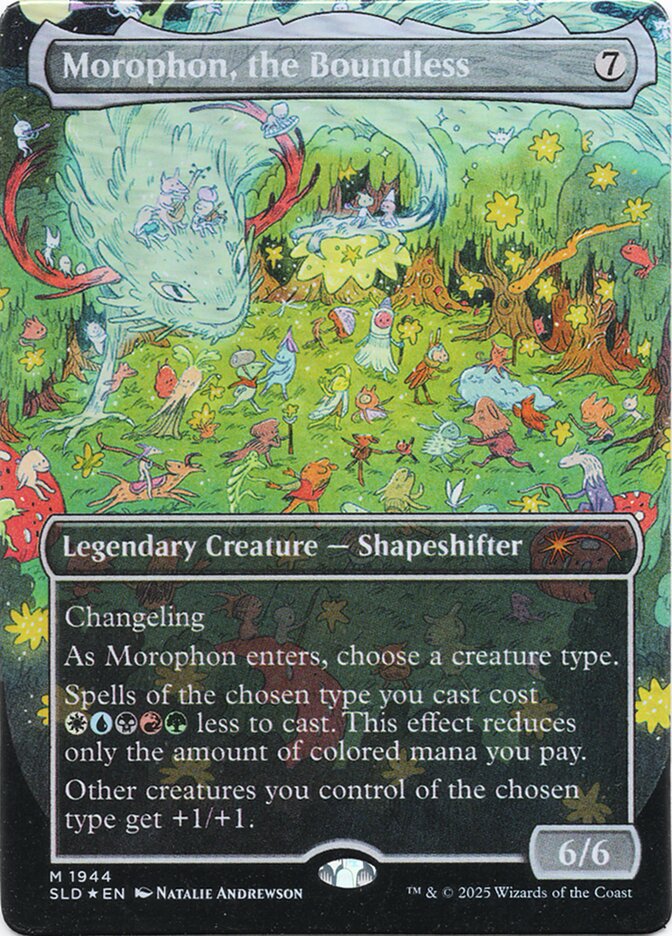 Morophon, the Boundless 7
Legendary Creature — Shapeshifter
Changeling
As Morophon enters, choose a creature type.
Spells of the chosen type you cast cost
less to cast. This effect reduces
only the amount of colored mana you pay.
Other creatures you control of the chosen
type get +1/+1.
6/6
M 1944
SLD ★ EN NATALIE ANDREWSON
™ & © 2025 Wizards of the Coast